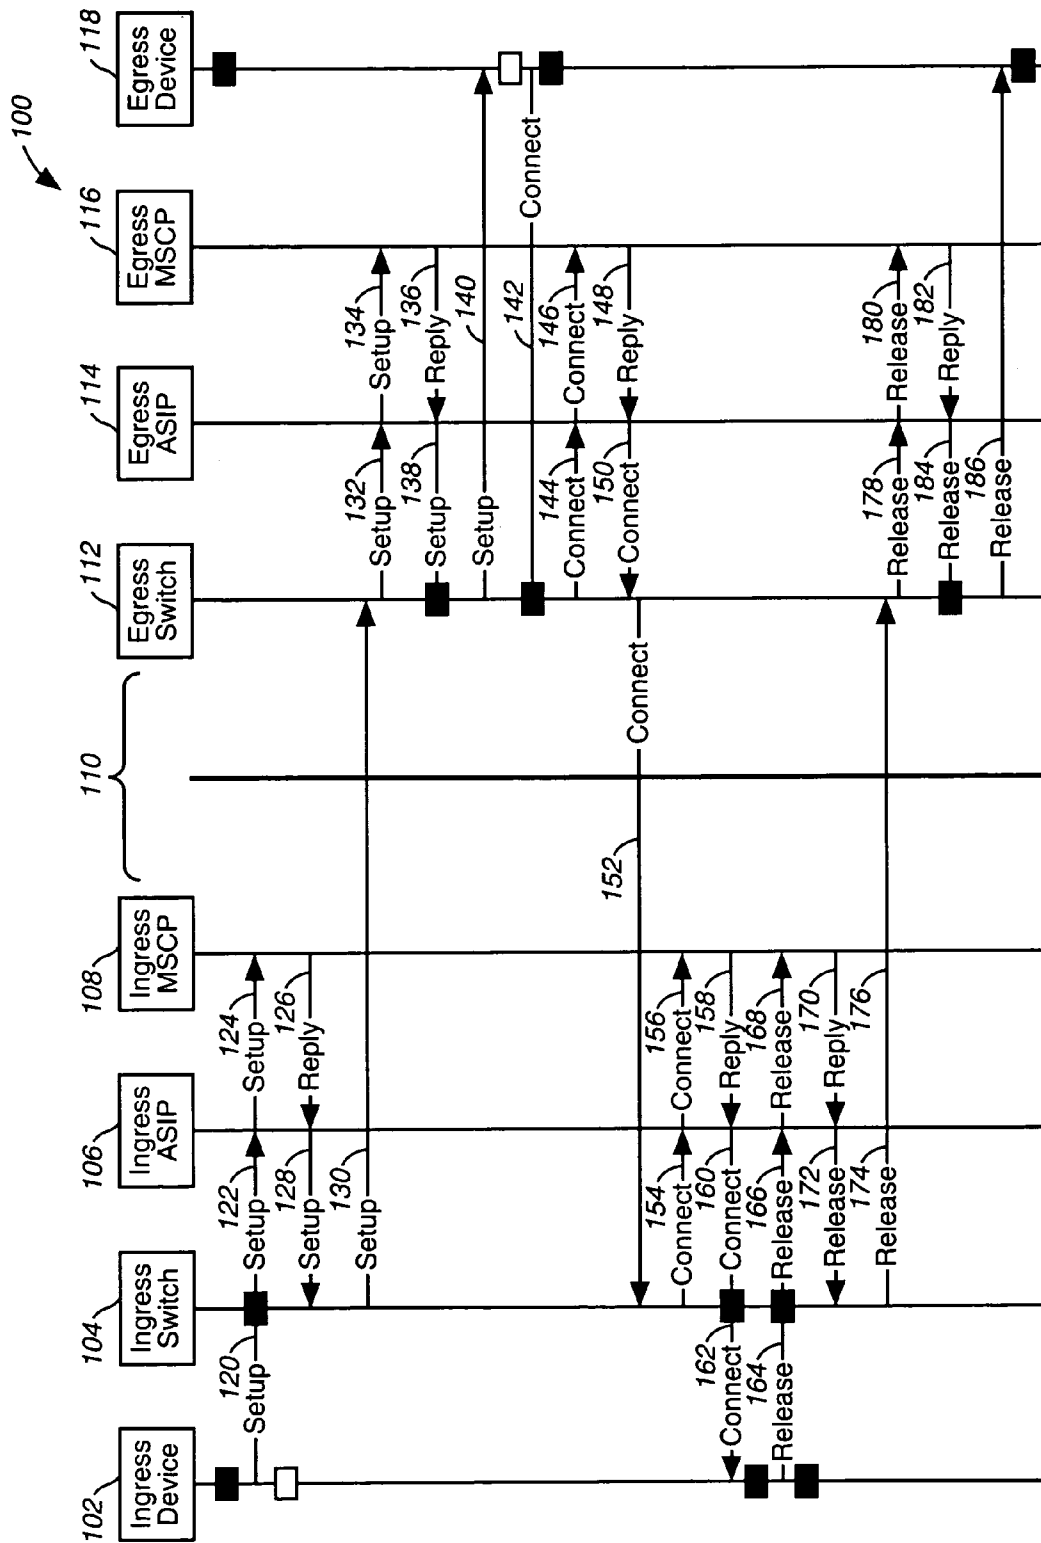 100
102
104
106
108
110
112
114
116
118
Ingress
Device
Ingress
Switch
Ingress
ASIP
Ingress
MSCP
Egress
Switch
Egress
ASIP
Egress
MSCP
Egress
Device
120
Setup
122
Setup
124
Setup
126
Reply
128
Setup
130
Setup
132
Setup
134
Setup
136
Reply
138
Setup
140
Setup
142
Connect
144
Connect
146
Connect
148
Reply
150
Connect
152
Connect
154
Connect
156
Connect
158
Reply
160
Connect
162
Connect
164
Release
166
Release
168
Release
170
Reply
172
Release
174
Release
176
178
Release
180
Release
182
Reply
184
Release
186
Release